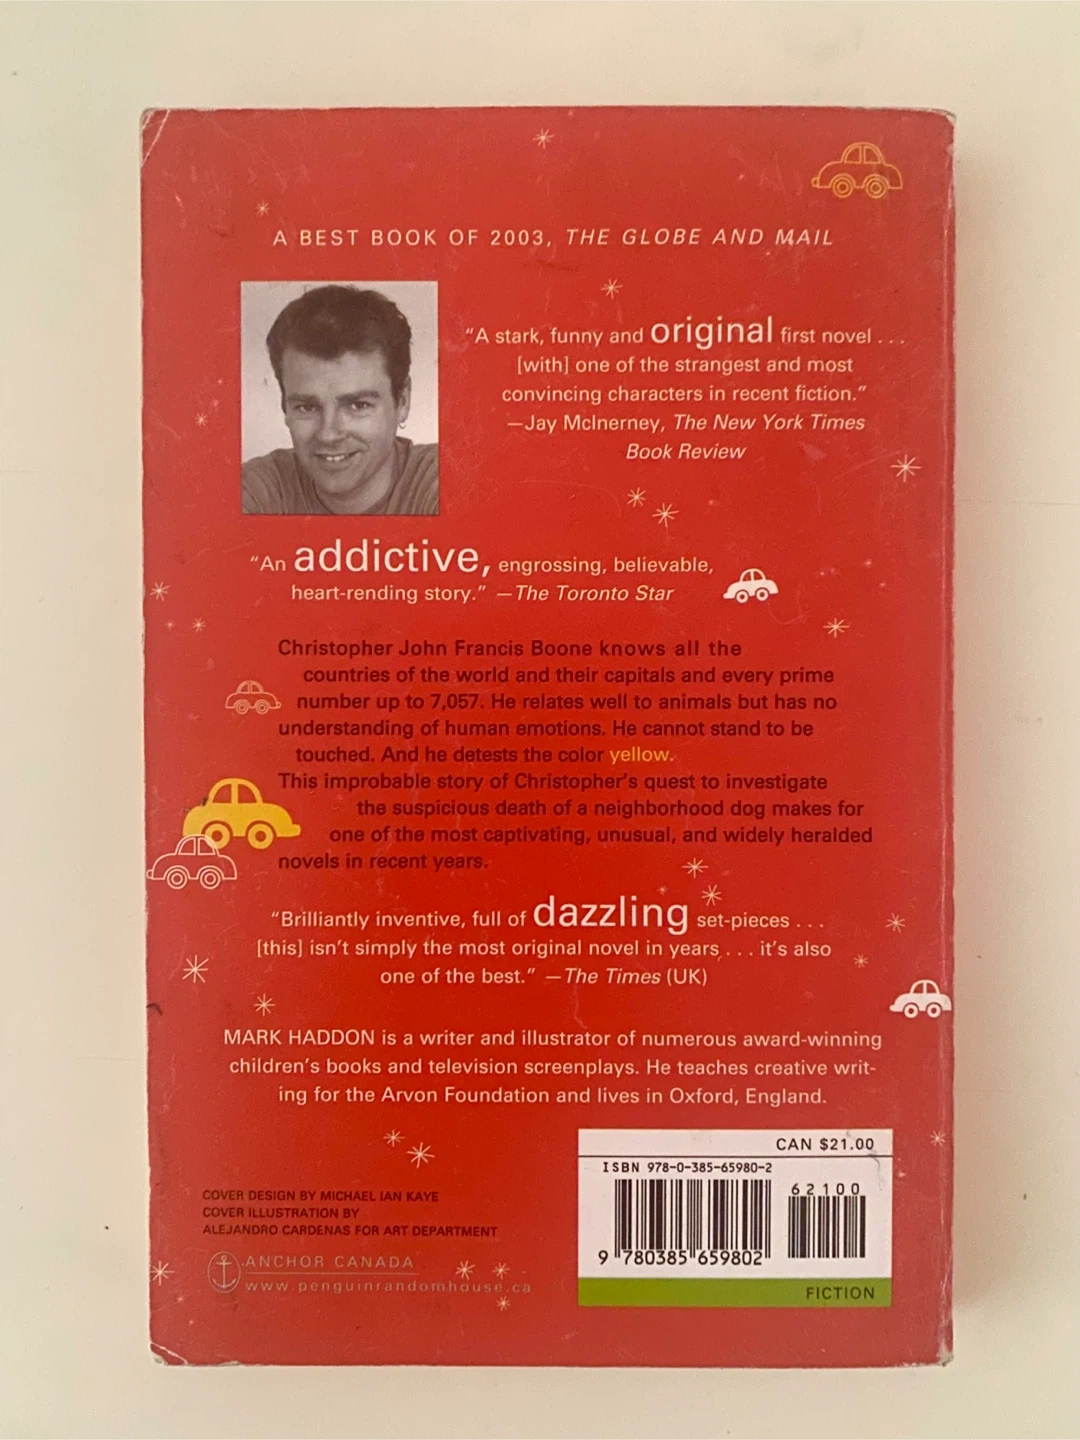 A BEST BOOK OF 2003, THE GLOBE AND MAIL
“A stark, funny and original first novel . . .
[with] one of the strangest and most
convincing characters in recent fiction.”
—Jay McInerney, The New York Times
Book Review
“An addictive, engrossing, believable,
heart-rending story.” —The Toronto Star
Christopher John Francis Boone knows all the
countries of the world and their capitals and every prime
number up to 7,057. He relates well to animals but has no
understanding of human emotions. He cannot stand to be
touched. And he detests the color yellow.
This improbable story of Christopher’s quest to investigate
the suspicious death of a neighborhood dog makes for
one of the most captivating, unusual, and widely heralded
novels in recent years.
“Brilliantly inventive, full of dazzling set-pieces . . .
[this] isn’t simply the most original novel in years . . . it’s also
one of the best.” —The Times (UK)
MARK HADDON is a writer and illustrator of numerous award-winning
children’s books and television screenplays. He teaches creative writ-
ing for the Arvon Foundation and lives in Oxford, England.
COVER DESIGN BY MICHAEL IAN KAYE
COVER ILLUSTRATION BY
ALEJANDRO CARDENAS FOR ART DEPARTMENT
ANCHOR CANADA
www.penguinrandomhouse.ca
CAN $21.00
ISBN 978-0-385-65980-2
62100
9 780385 659802
FICTION